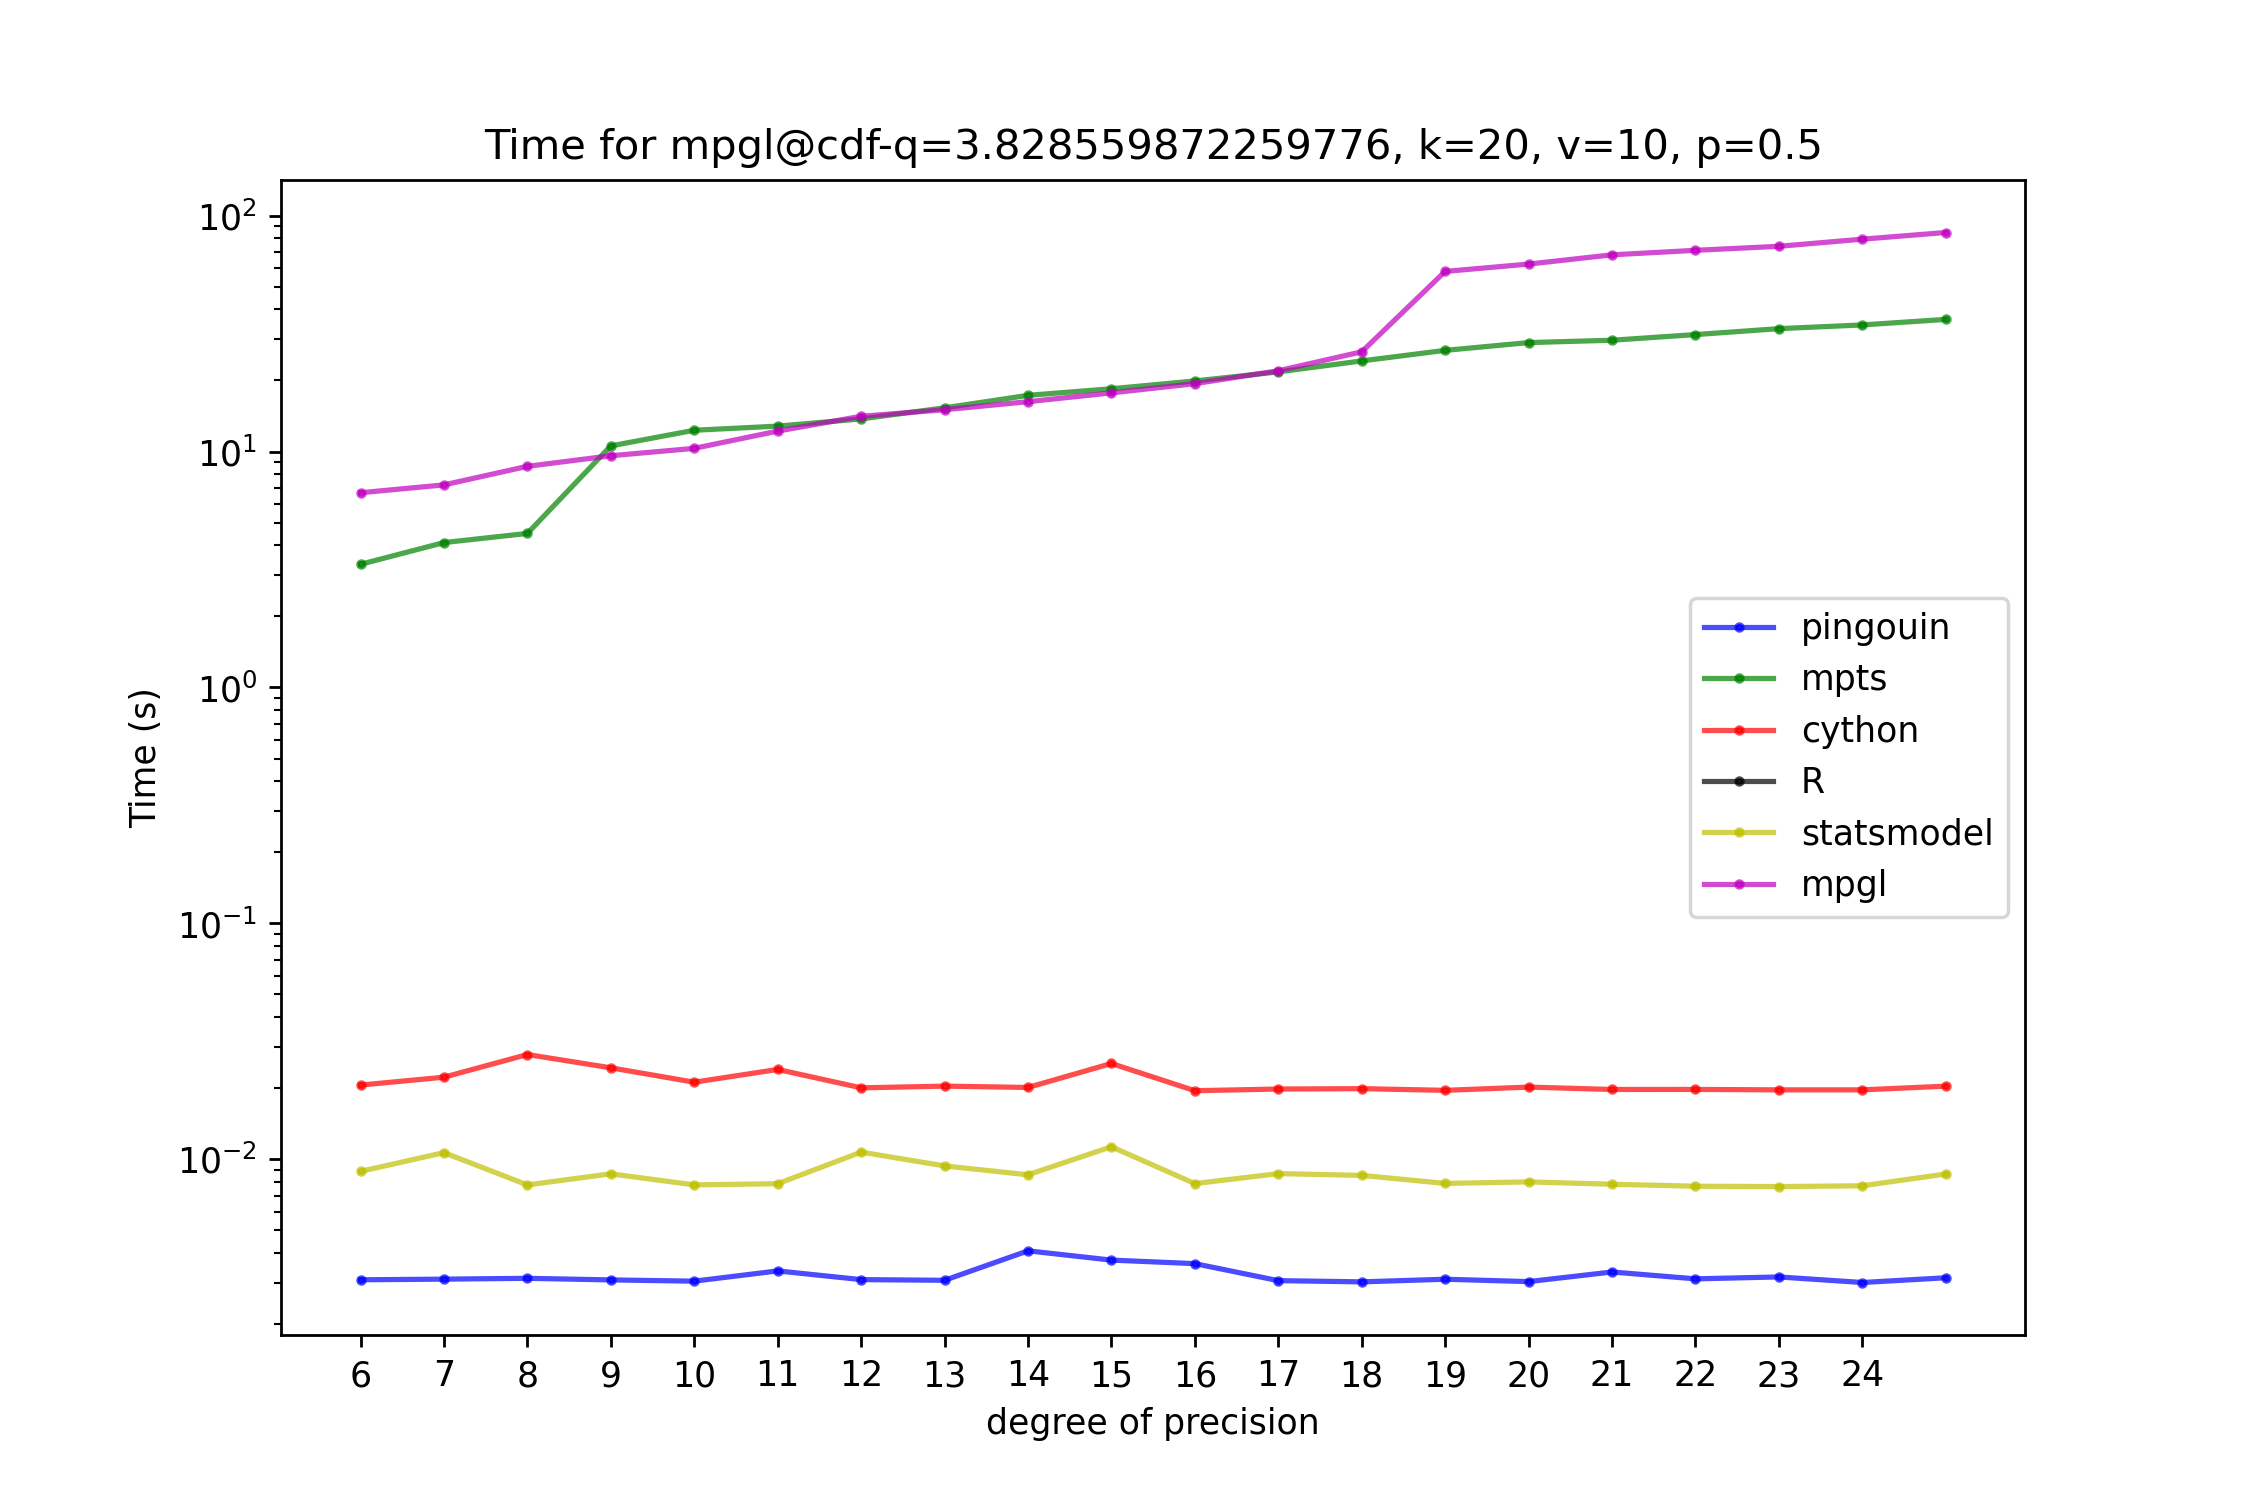 Time for mpgl@cdf-q=3.828559872259776, k=20, v=10, p=0.5
10²
10¹
10⁰
10⁻¹
10⁻²
Time (s)
pingouin
mpts
cython
R
statsmodel
mpgl
6 7 8 9 10 11 12 13 14 15 16 17 18 19 20 21 22 23 24
degree of precision